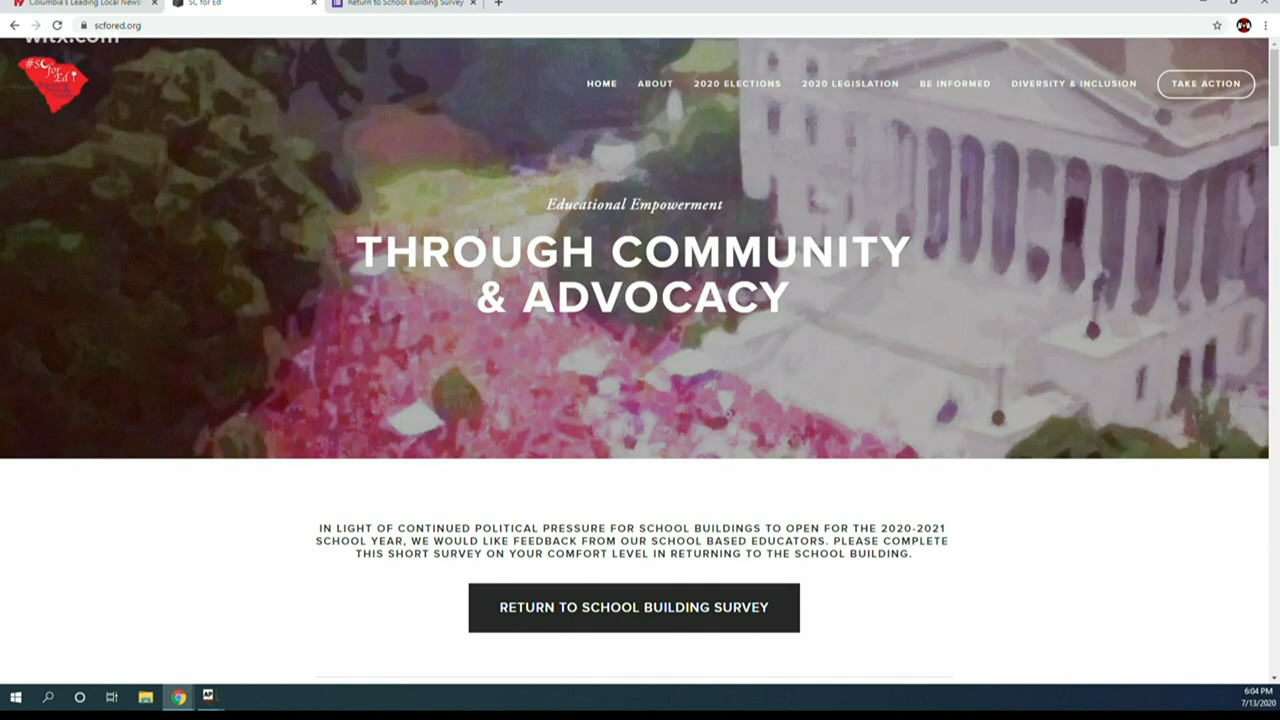 Columbia's Leading Local News:
SC for Ed
Return to School Building Survey
scfored.org
wltx.com
#SC
for
Ed
HOME
ABOUT
2020 ELECTIONS
2020 LEGISLATION
BE INFORMED
DIVERSITY & INCLUSION
TAKE ACTION
Educational Empowerment
THROUGH COMMUNITY
& ADVOCACY
IN LIGHT OF CONTINUED POLITICAL PRESSURE FOR SCHOOL BUILDINGS TO OPEN FOR THE 2020-2021
SCHOOL YEAR, WE WOULD LIKE FEEDBACK FROM OUR SCHOOL BASED EDUCATORS. PLEASE COMPLETE
THIS SHORT SURVEY ON YOUR COMFORT LEVEL IN RETURNING TO THE SCHOOL BUILDING.
RETURN TO SCHOOL BUILDING SURVEY
AP
6:04 PM
7/13/2020